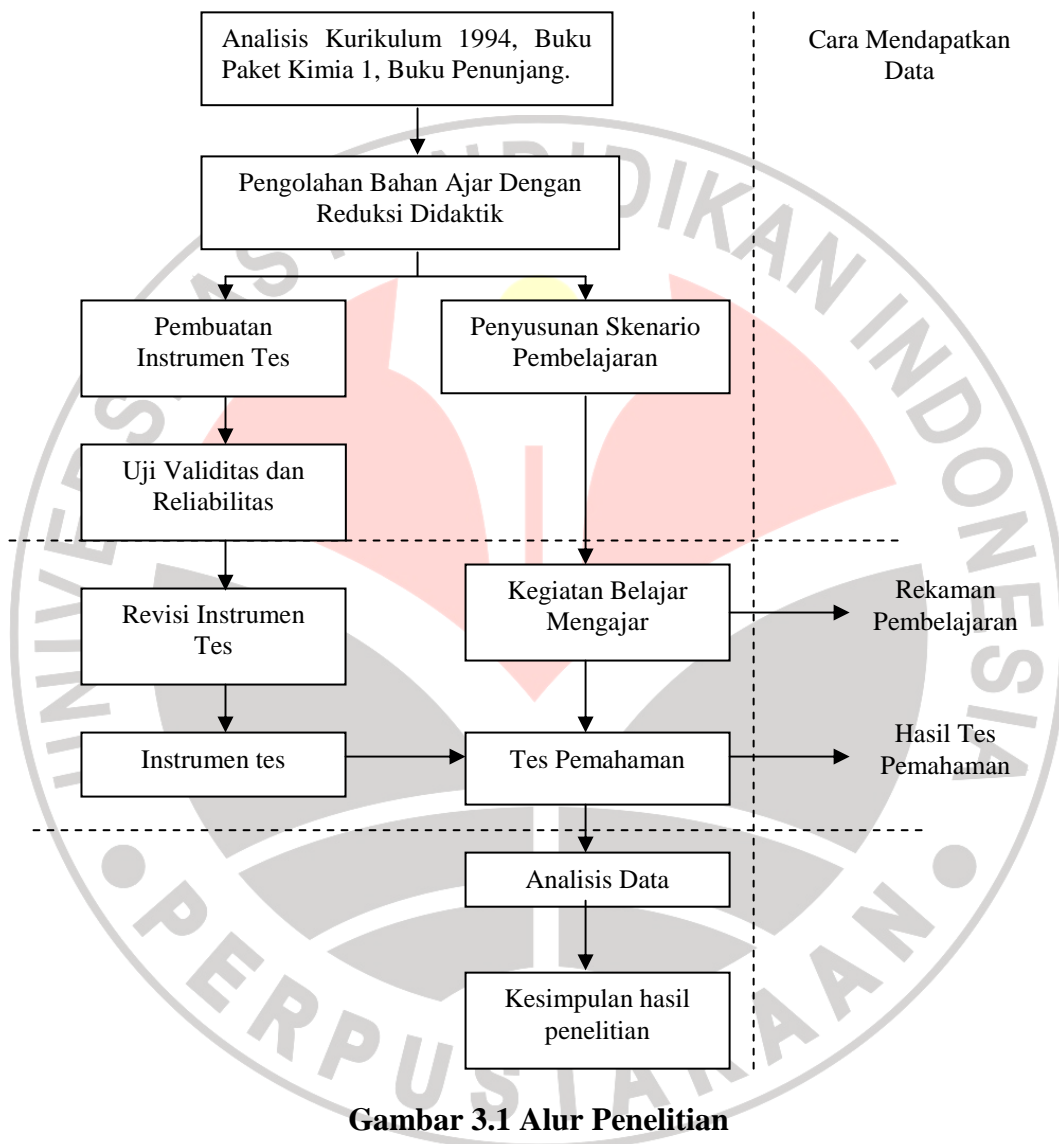 Analisis Kurikulum 1994, Buku
Paket Kimia 1, Buku Penunjang.
Cara Mendapatkan
Data
Pengolahan Bahan Ajar Dengan
Reduksi Didaktik
Pembuatan
Instrumen Tes
Penyusunan Skenario
Pembelajaran
Uji Validitas dan
Reliabilitas
Revisi Instrumen
Tes
Kegiatan Belajar
Mengajar
Rekaman
Pembelajaran
Instrumen tes
Tes Pemahaman
Hasil Tes
Pemahaman
Analisis Data
Kesimpulan hasil
penelitian
Gambar 3.1 Alur Penelitian
INDONESIA
PERPUSTAKAAN